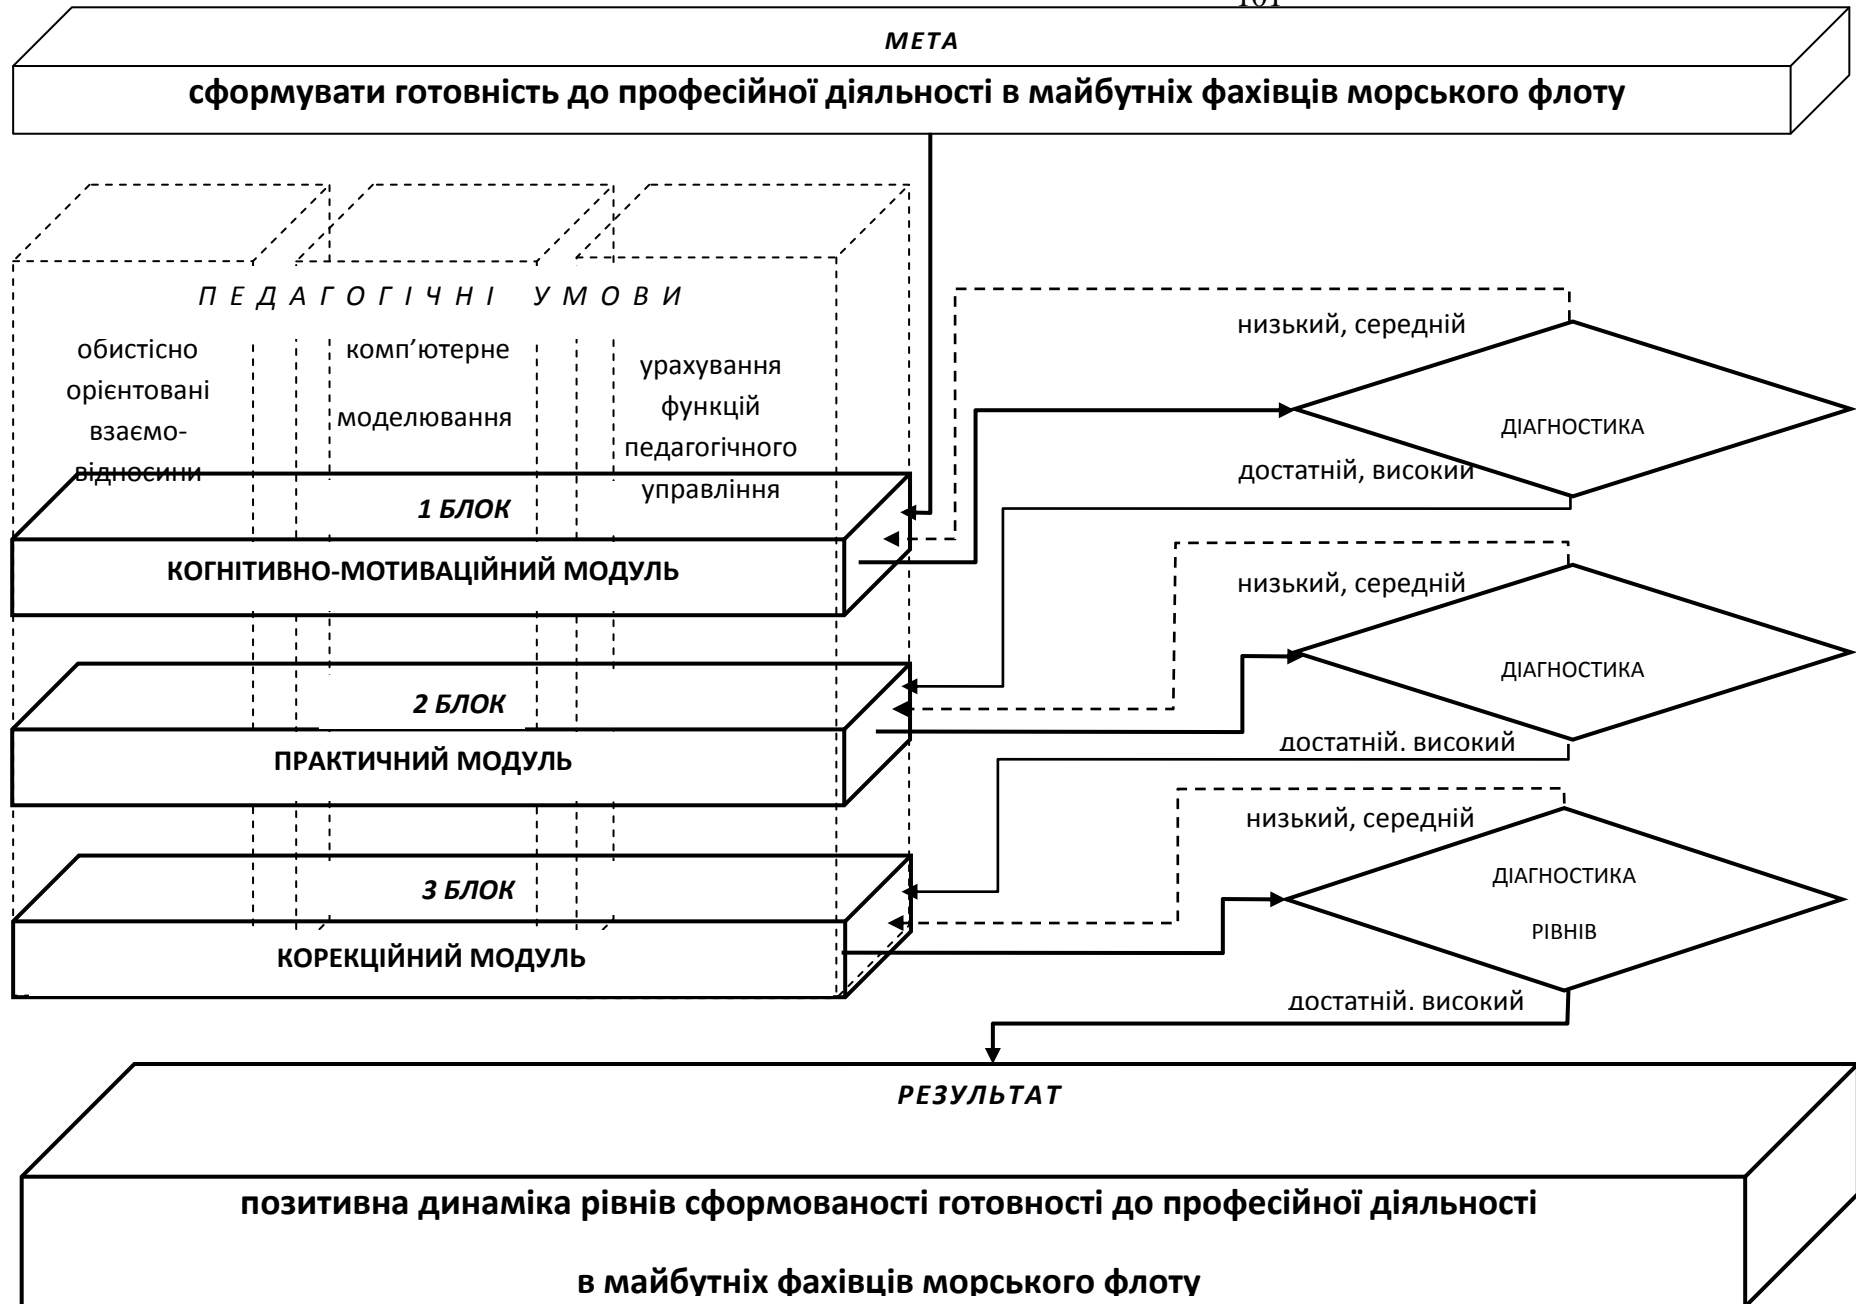 101
МЕТА
сформувати готовність до професійної діяльності в майбутніх фахівців морського флоту
ПЕДАГОГІЧНІ УМОВИ
обистісно
орієнтовані
взаємо-
відносини
комп’ютерне
моделювання
урахування
функцій
педагогічного
управління
1 БЛОК
КОГНІТИВНО-МОТИВАЦІЙНИЙ МОДУЛЬ
низький, середній
ДІАГНОСТИКА
достатній, високий
2 БЛОК
ПРАКТИЧНИЙ МОДУЛЬ
низький, середній
ДІАГНОСТИКА
достатній, високий
3 БЛОК
КОРЕКЦІЙНИЙ МОДУЛЬ
низький, середній
ДІАГНОСТИКА
РІВНІВ
достатній, високий
РЕЗУЛЬТАТ
позитивна динаміка рівнів сформованості готовності до професійної діяльності
в майбутніх фахівців морського флоту